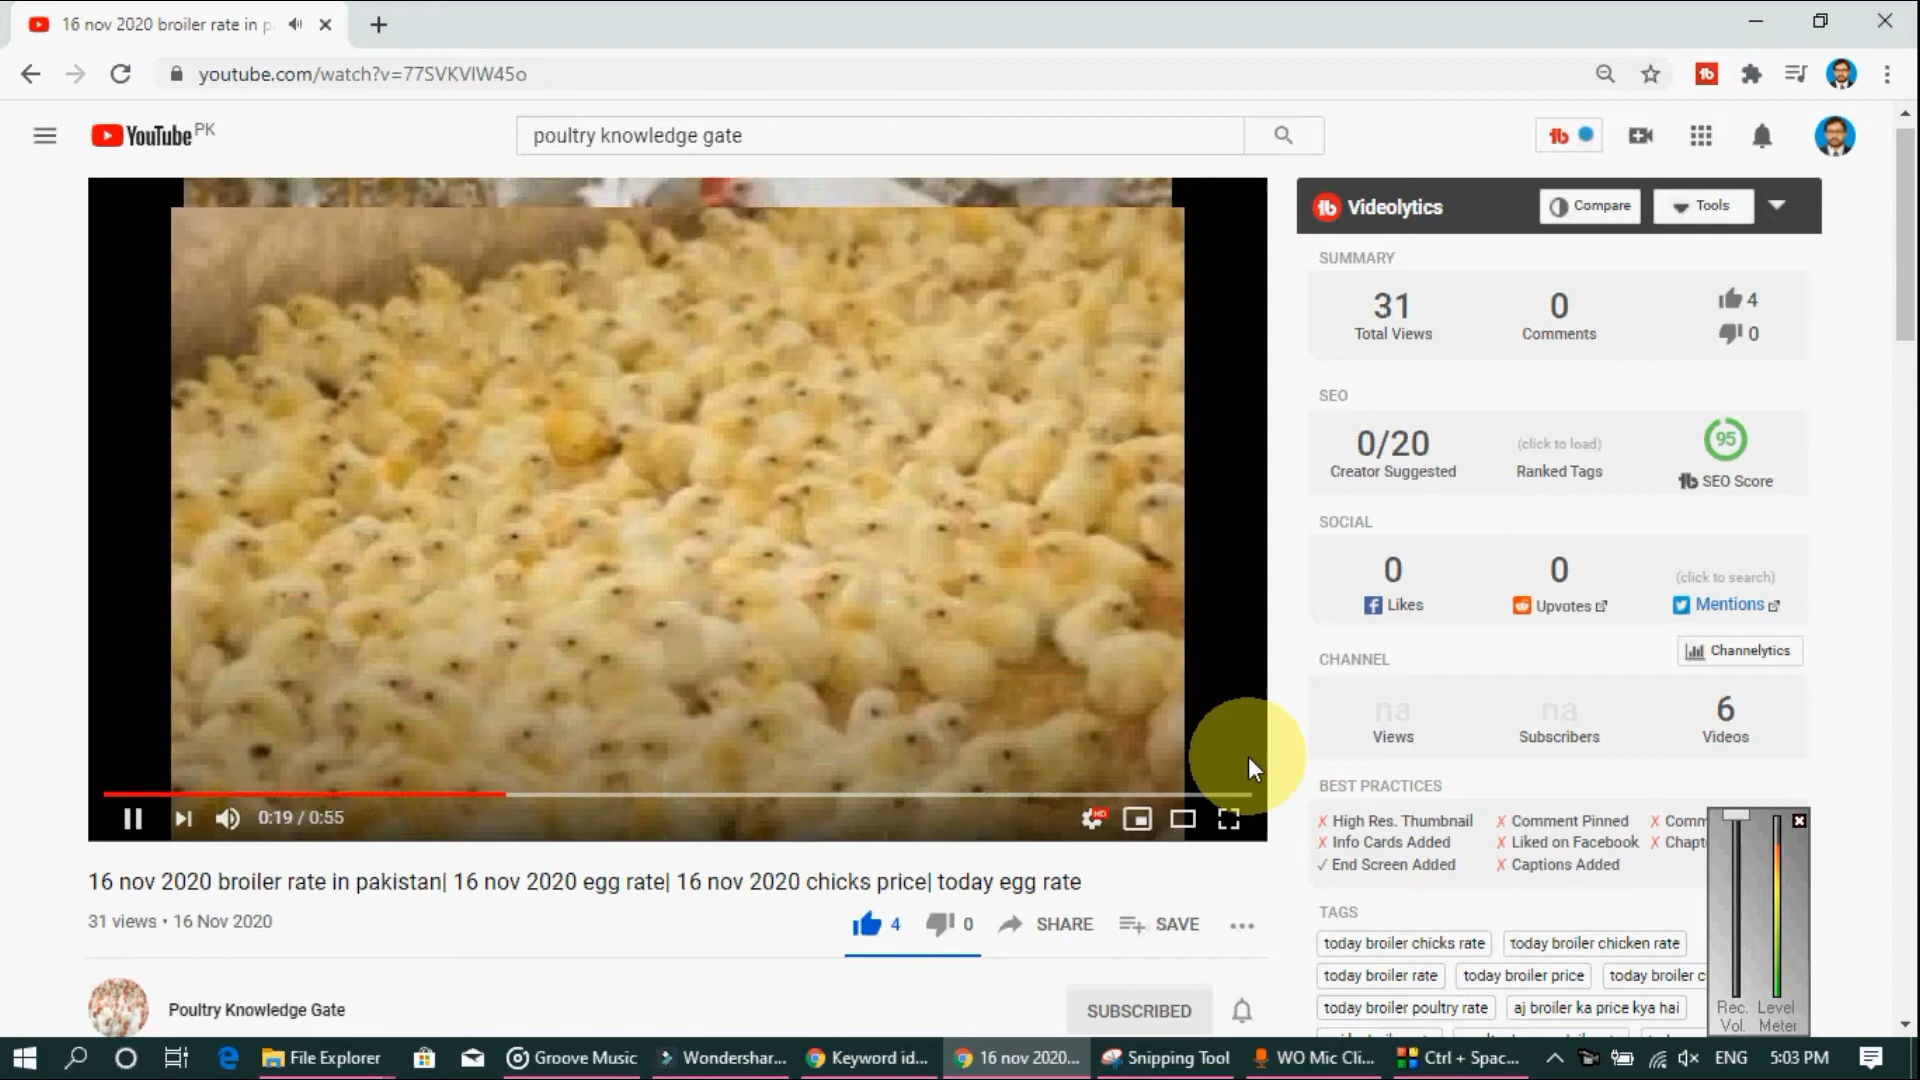 16 nov 2020 broiler rate in p
youtube.com/watch?v=77SVKVIW45o
YouTube PK
poultry knowledge gate
Videolytics
Compare
Tools
SUMMARY
31
Total Views
0
Comments
4
0
SEO
0/20
Creator Suggested
(click to load)
Ranked Tags
95
SEO Score
SOCIAL
0
Likes
0
Upvotes
(click to search)
Mentions
CHANNEL
Channelytics
na
Views
na
Subscribers
6
Videos
BEST PRACTICES
X High Res. Thumbnail X Comment Pinned X Comm
X Info Cards Added X Liked on Facebook X Chapt
✓ End Screen Added X Captions Added
TAGS
today broiler chicks rate today broiler chicken rate
today broiler rate today broiler price today broiler c
today broiler poultry rate aj broiler ka price kya hai
Rec. Level
Vol. Meter
HD
0:19 / 0:55
16 nov 2020 broiler rate in pakistan| 16 nov 2020 egg rate| 16 nov 2020 chicks price| today egg rate
31 views • 16 Nov 2020
4 0 SHARE SAVE
Poultry Knowledge Gate
SUBSCRIBED
File Explorer Groove Music Wondershar... Keyword id... 16 nov 2020... Snipping Tool WO Mic Cli... Ctrl + Spac... ENG 5:03 PM